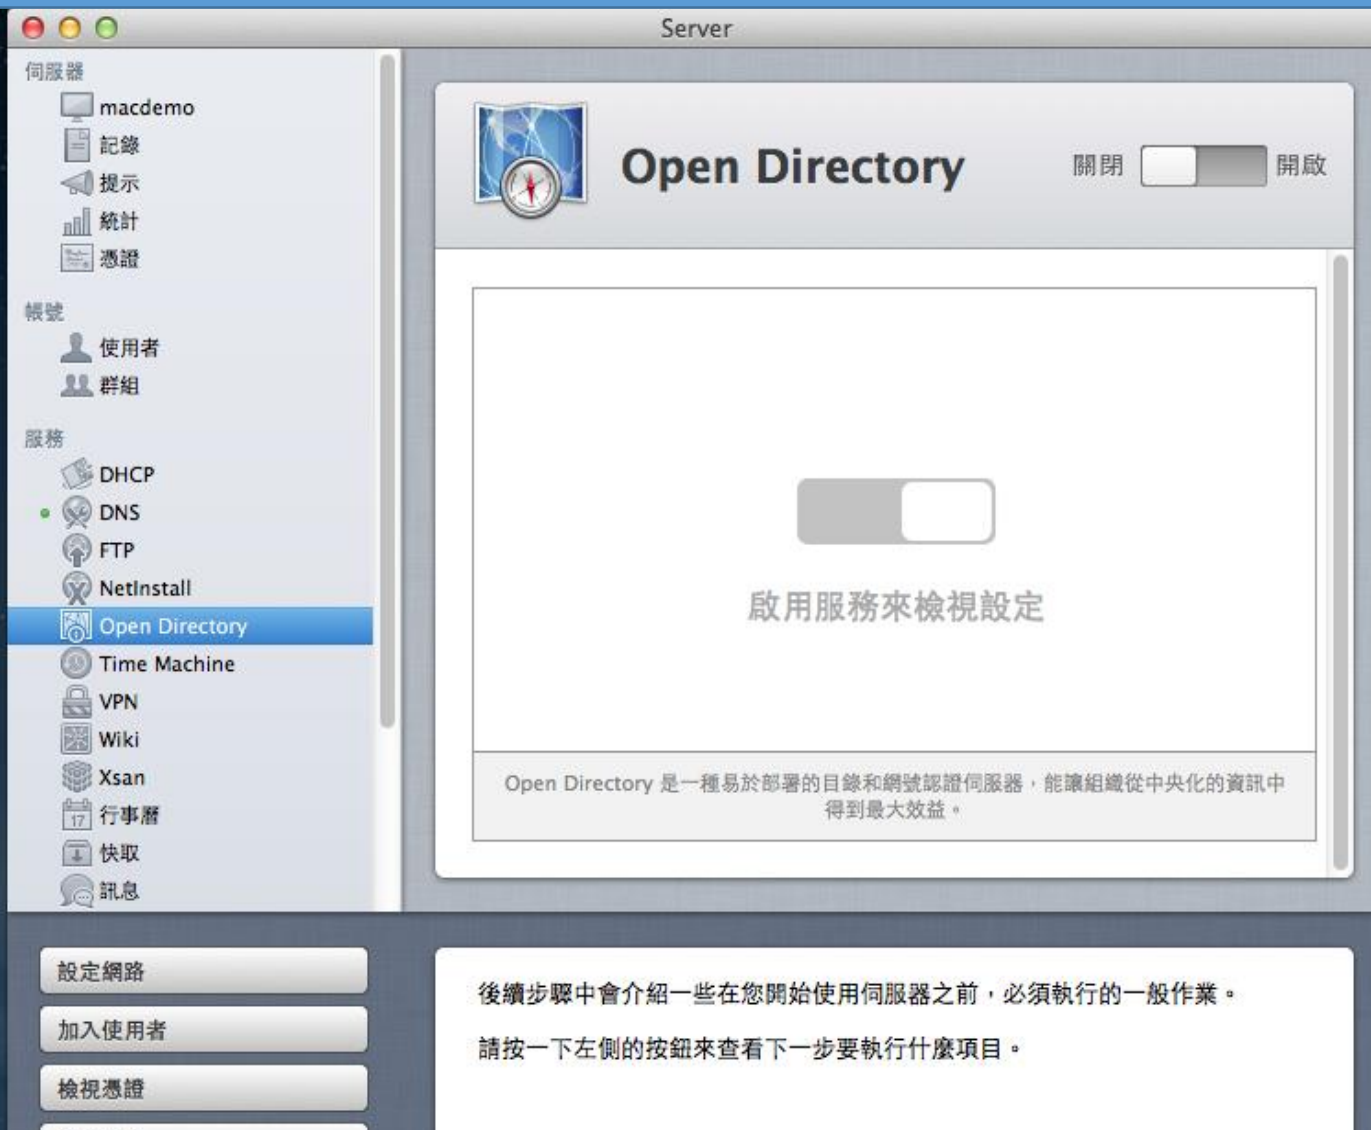 Server
伺服器
macdemo
記錄
提示
統計
憑證
帳號
使用者
群組
服務
DHCP
DNS
FTP
NetInstall
Open Directory
Time Machine
VPN
Wiki
Xsan
行事曆
快取
訊息
Open Directory
關閉
開啟
啟用服務來檢視設定
Open Directory 是一種易於部署的目錄和網號認證伺服器，能讓組織從中央化的資訊中
得到最大效益。
設定網路
加入使用者
檢視憑證
後續步驟中會介紹一些在您開始使用伺服器之前，必須執行的一般作業。
請按一下左側的按鈕來查看下一步要執行什麼項目。